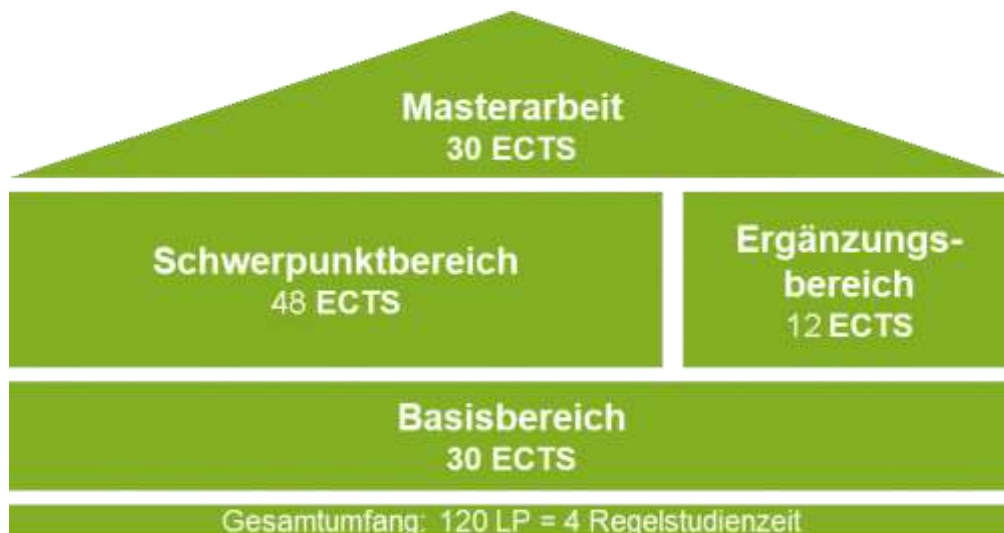 Masterarbeit
30 ECTS
Schwerpunktbereich
48 ECTS
Ergänzungs-
bereich
12 ECTS
Basisbereich
30 ECTS
Gesamtumfang: 120 LP = 4 Regelstudienzeit